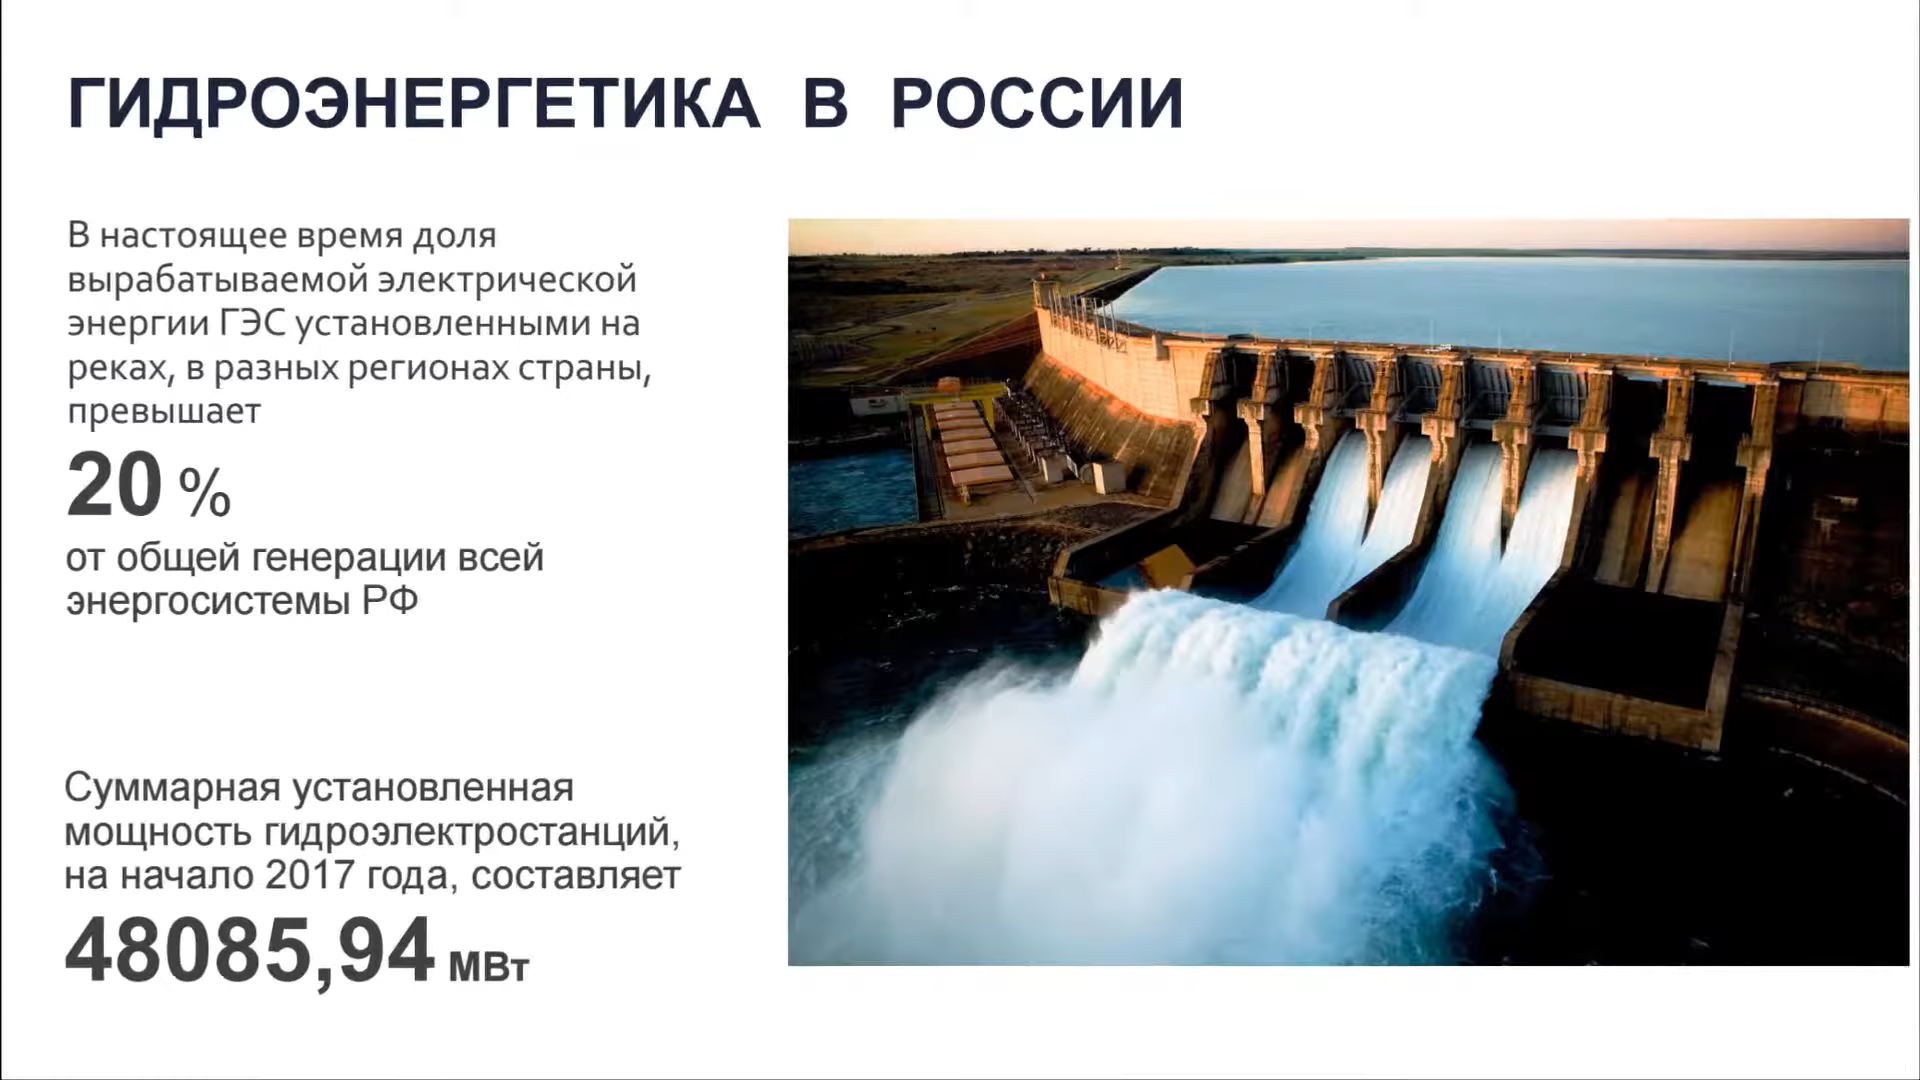 ГИДРОЭНЕРГЕТИКА В РОССИИ
В настоящее время доля
вырабатываемой электрической
энергии ГЭС установленными на
реках, в разных регионах страны,
превышает
20 %
от общей генерации всей
энергосистемы РФ
Суммарная установленная
мощность гидроэлектростанций,
на начало 2017 года, составляет
48085,94 МВт